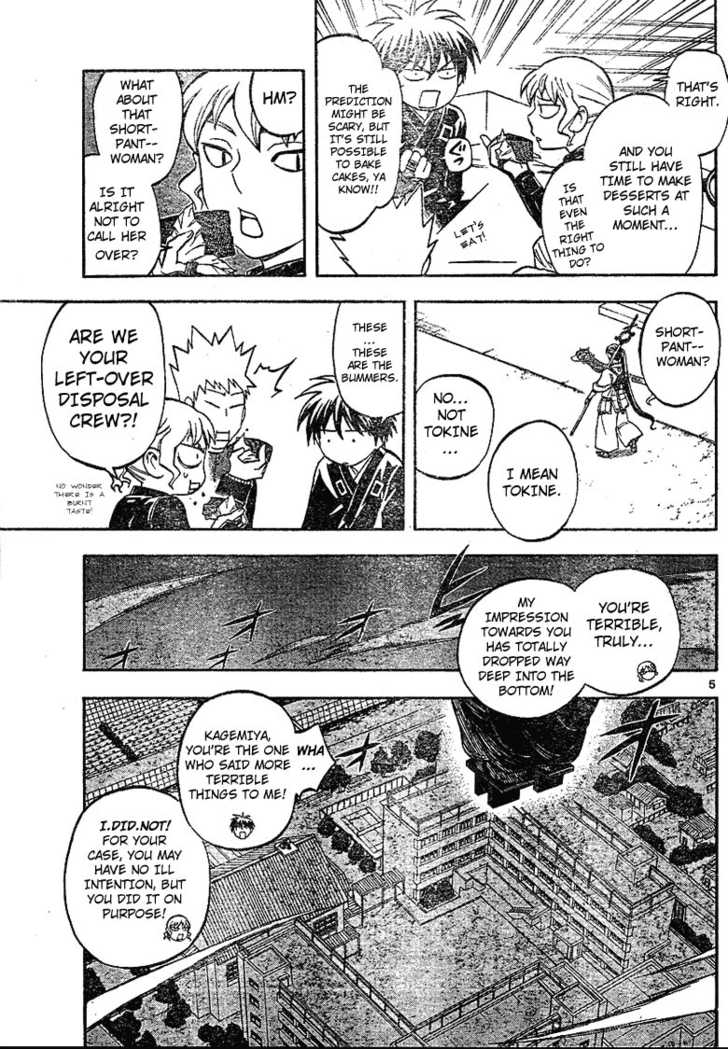 THAT'S
RIGHT.
AND YOU
STILL HAVE
TIME TO MAKE
DESSERTS AT
SUCH A
MOMENT...
IS
THAT
EVEN
THE
RIGHT
THING TO
DO?
THE
PREDICTION
MIGHT BE
SCARY, BUT
IT'S STILL
POSSIBLE
TO BAKE
CAKES, YA
KNOW!!
LET'S
EAT!
HM?
WHAT
ABOUT
THAT
SHORT-
PANT--
WOMAN?
IS IT
ALRIGHT
NOT TO
CALL HER
OVER?
SHORT-
PANT--
WOMAN?
NO...
NOT
TOKINE
...
I MEAN
TOKINE.
THESE
...
THESE
ARE THE
BUMMERS.
ARE WE
YOUR
LEFT-OVER
DISPOSAL
CREW?!
NO WONDER
THERE IS A
BURNT
TASTE!
YOU'RE
TERRIBLE,
TRULY...
MY
IMPRESSION
TOWARDS YOU
HAS TOTALLY
DROPPED WAY
DEEP INTO THE
BOTTOM!
5
WHA
...
KAGEMIYA,
YOU'RE THE ONE
WHO SAID MORE
TERRIBLE
THINGS TO ME!
I.DID.NOT!
FOR YOUR
CASE, YOU MAY
HAVE NO ILL
INTENTION, BUT
YOU DID IT ON
PURPOSE!